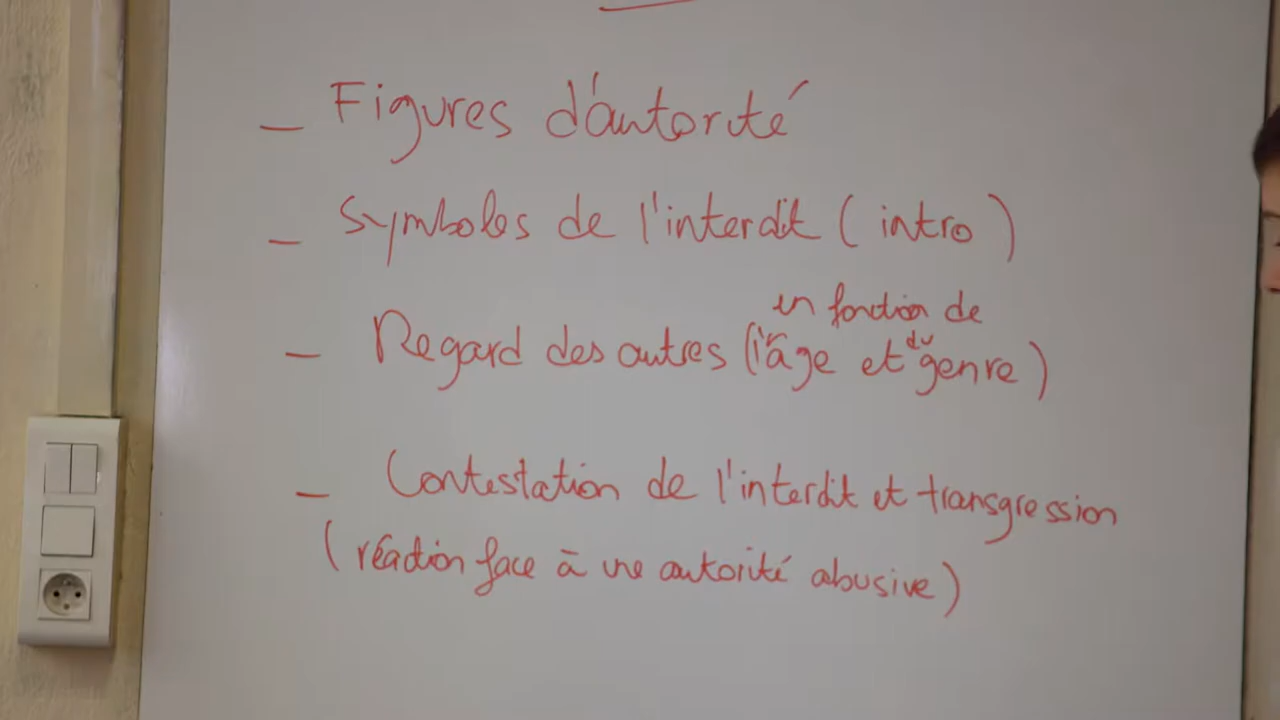 – Figures d'autorité
– Symboles de l'interdit (intro)
en fonction de
– Regard des autres (l'âge et du genre)
– Contestation de l'interdit et transgression
(réaction face à une autorité abusive)